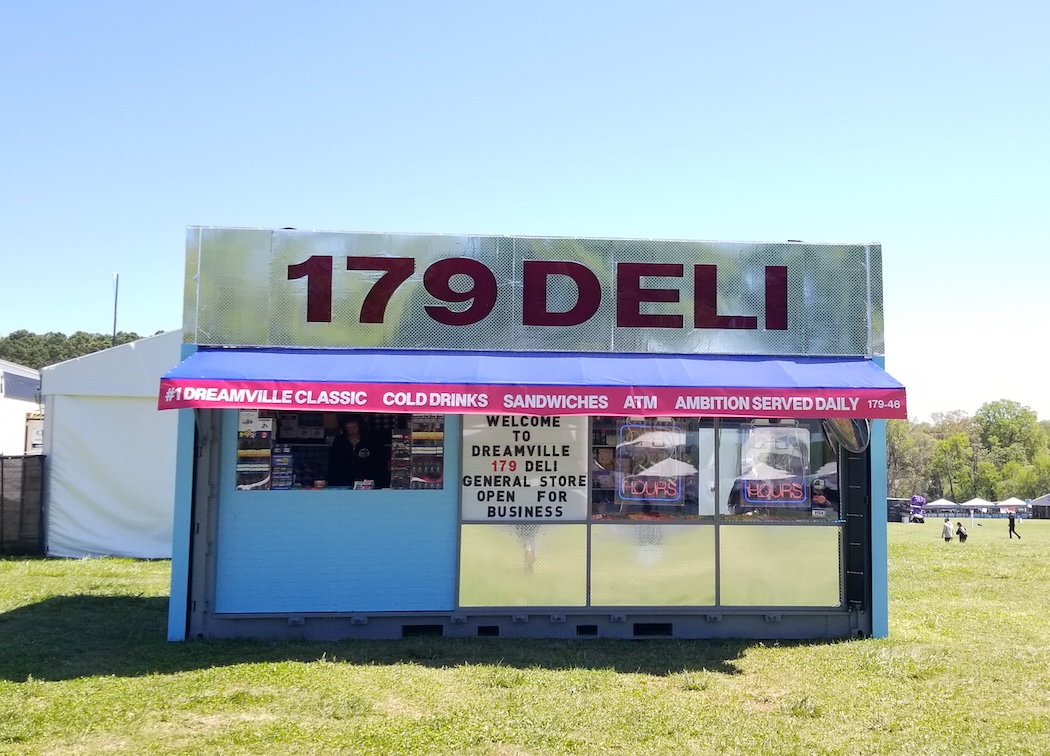 179 DELI
#1 DREAMVILLE CLASSIC COLD DRINKS SANDWICHES ATM AMBITION SERVED DAILY 179-46
WELCOME
TO
DREAMVILLE
179 DELI
GENERAL STORE
OPEN FOR
BUSINESS
HOURS
HOURS
VISA